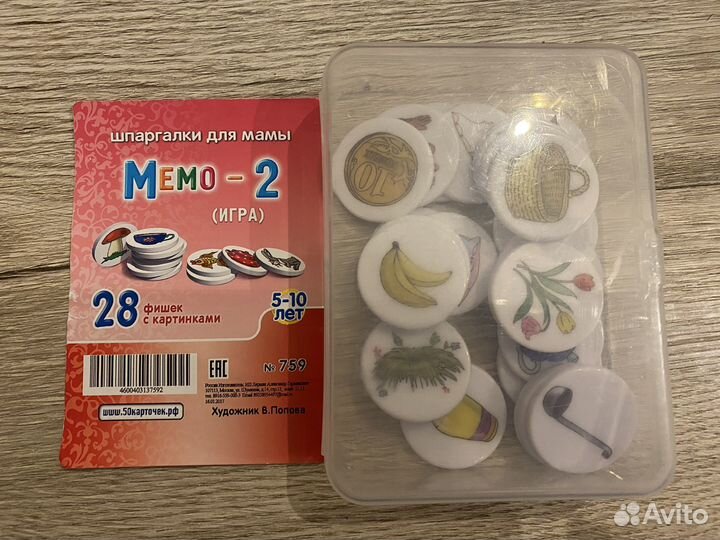 шпаргалки для мамы
МЕМО - 2
(ИГРА)
28 фишек
с картинками
5-10
лет
4600403137592
ЕАС
№ 759
www.50карточек.рф
Художник В.Попова
10
Avito